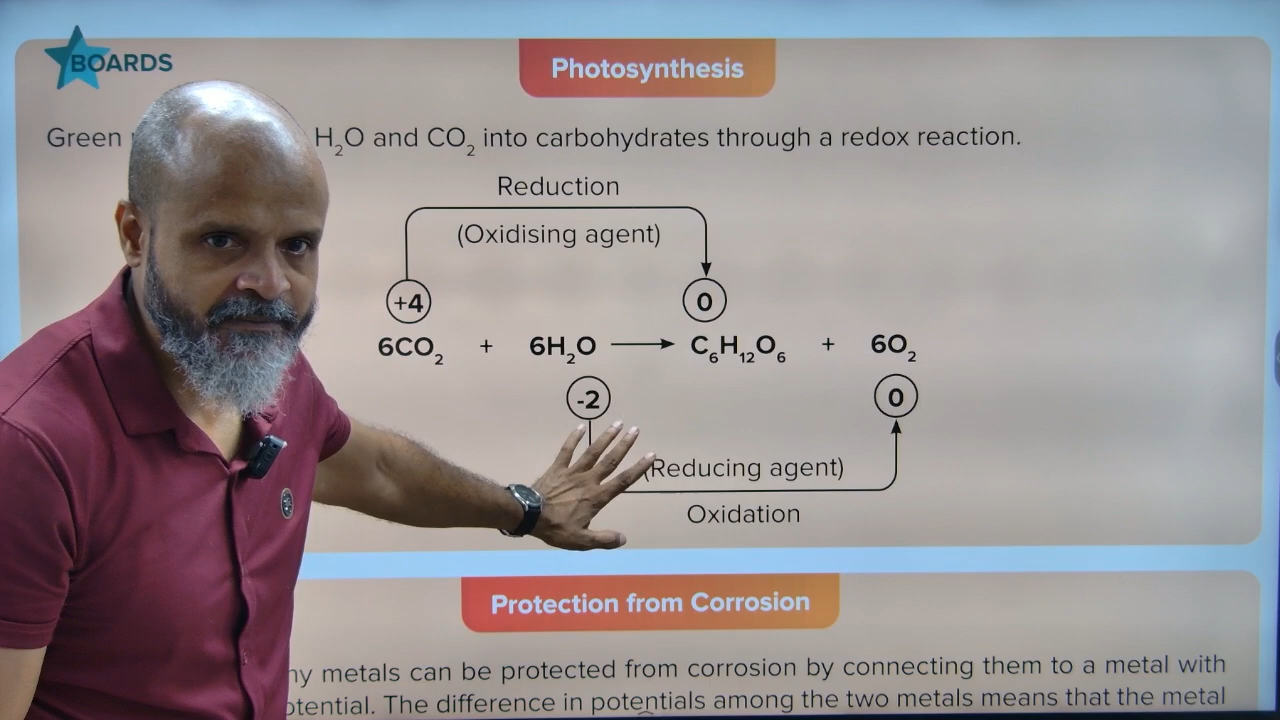 BOARDS
Photosynthesis
Green H₂O and CO₂ into carbohydrates through a redox reaction.
Reduction
(Oxidising agent)
+4 0
6CO₂ + 6H₂O → C₆H₁₂O₆ + 6O₂
-2 0
(Reducing agent)
Oxidation
Protection from Corrosion
metals can be protected from corrosion by connecting them to a metal with
The difference in potentials among the two metals means that the metal